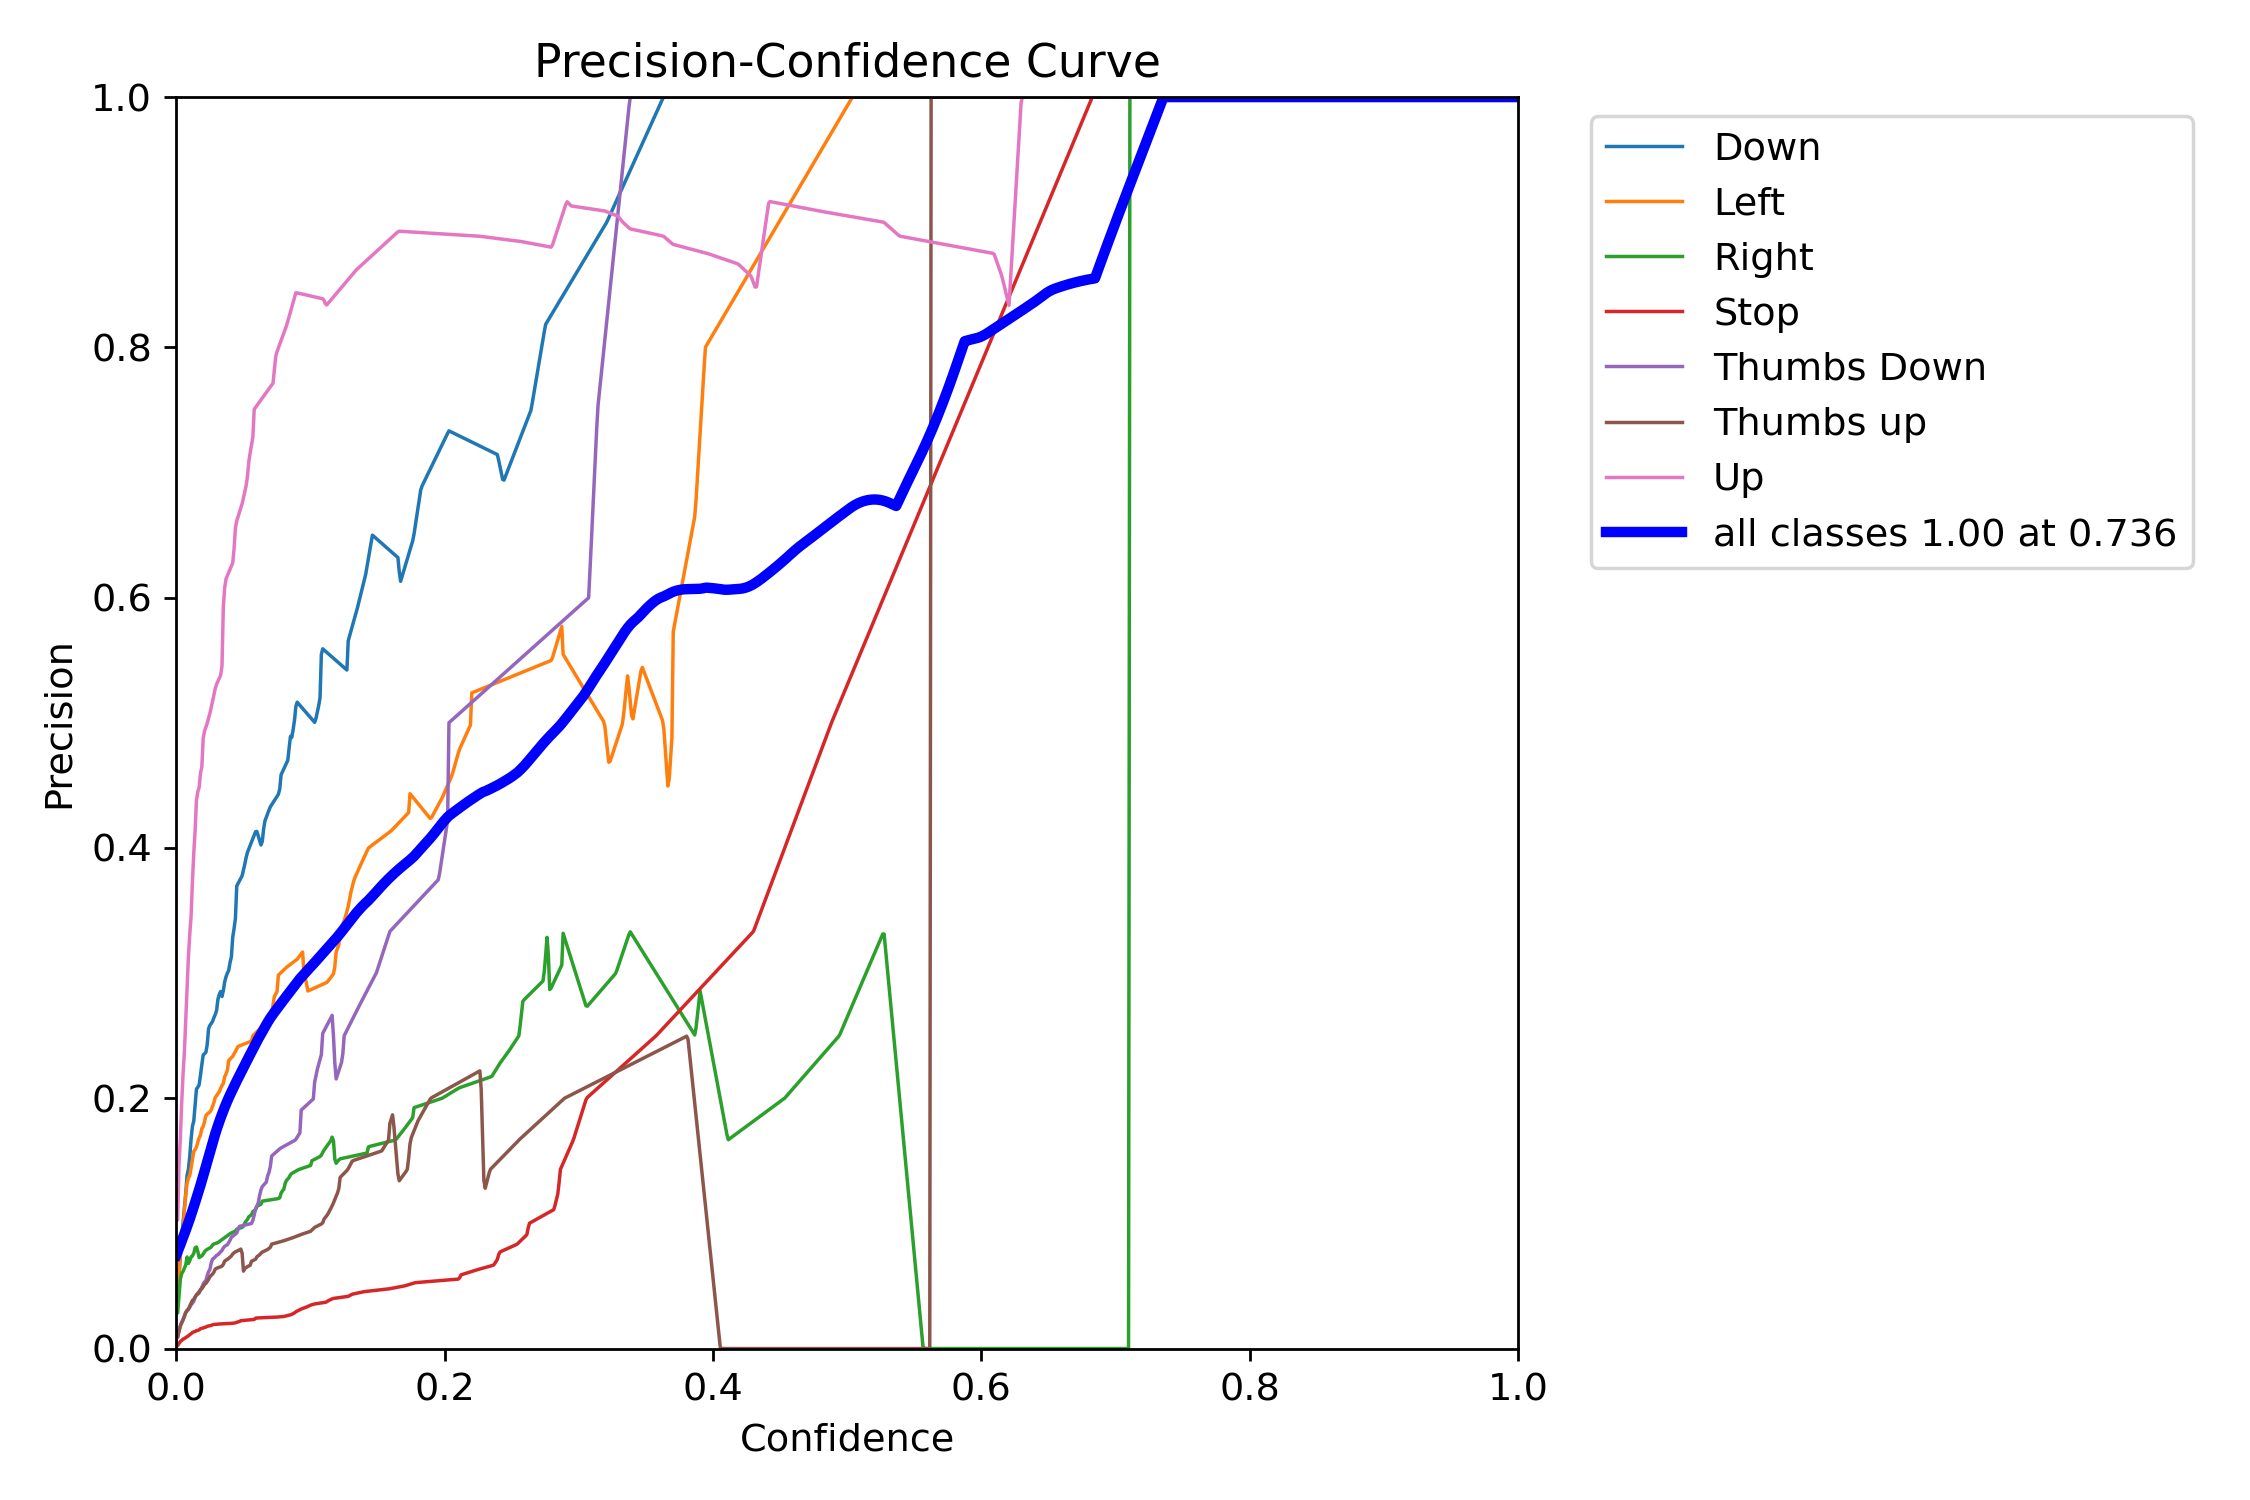 Precision-Confidence Curve
1.0
0.8
0.6
0.4
0.2
0.0
Precision
0.0 0.2 0.4 0.6 0.8 1.0
Confidence
Down
Left
Right
Stop
Thumbs Down
Thumbs up
Up
all classes 1.00 at 0.736